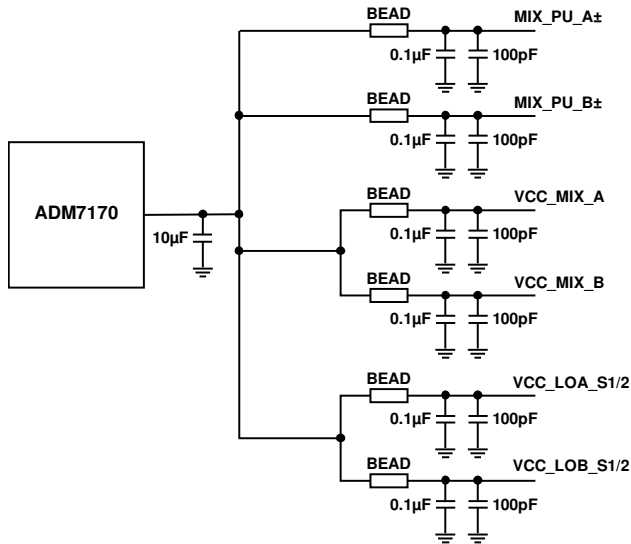 BEAD
MIX_PU_A±
0.1µF
100pF
BEAD
MIX_PU_B±
0.1µF
100pF
ADM7170
10µF
BEAD
VCC_MIX_A
0.1µF
100pF
BEAD
VCC_MIX_B
0.1µF
100pF
BEAD
VCC_LOA_S1/2
0.1µF
100pF
BEAD
VCC_LOB_S1/2
0.1µF
100pF